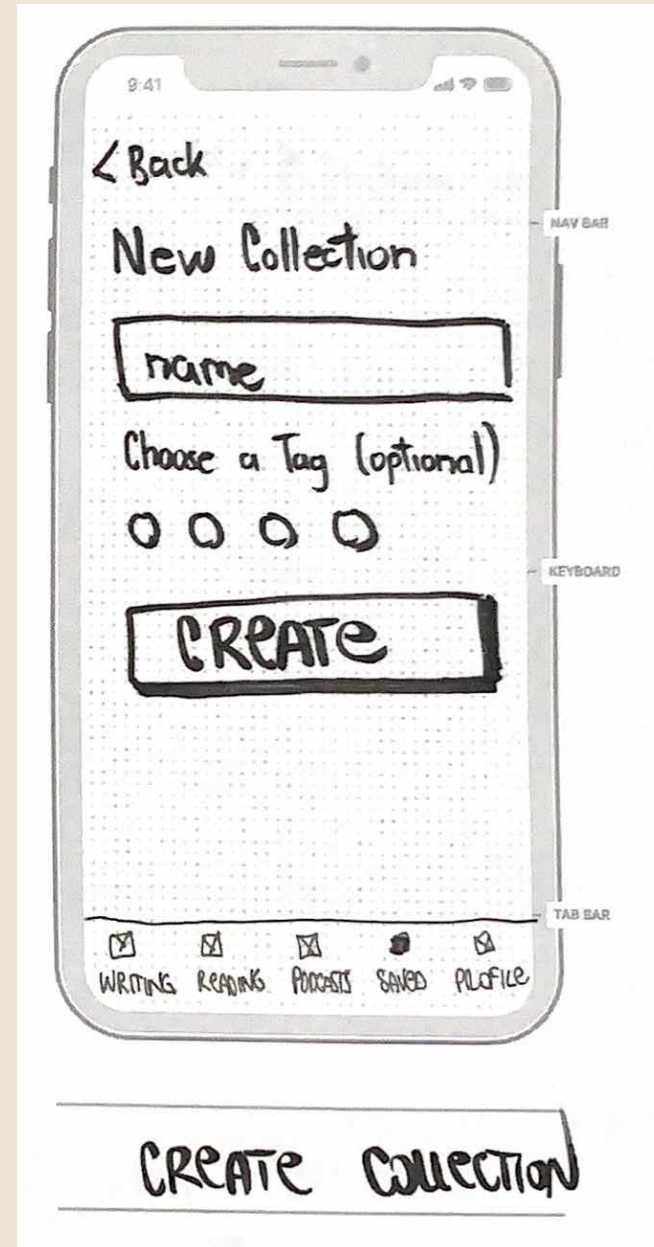 9:41
< Back
NAV BAR
New Collection
name
Choose a Tag (optional)
KEYBOARD
CREATE
TAB BAR
WRITING READING PODCASTS SAVED PROFILE
CREATE COLLECTION